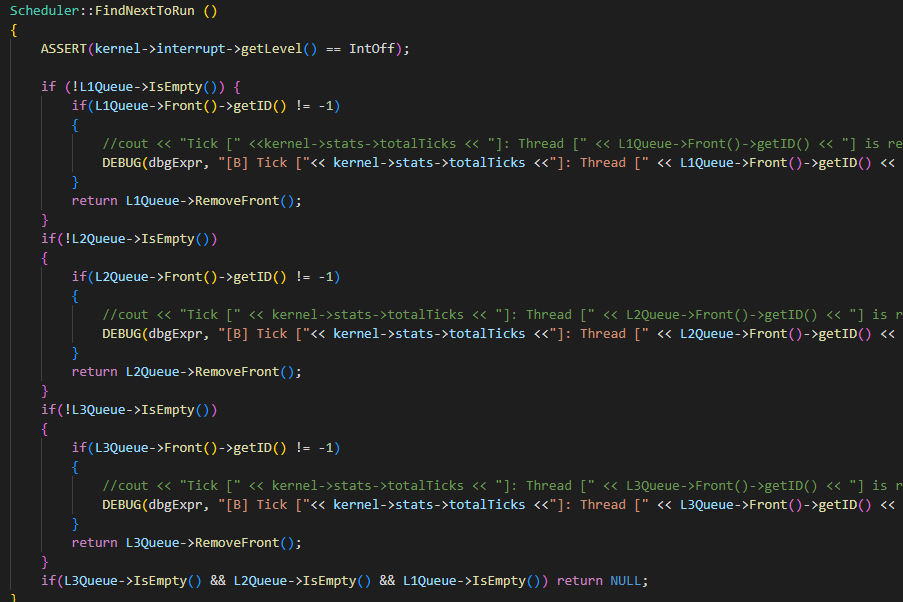 Scheduler::FindNextToRun ()
{
    ASSERT(kernel->interrupt->getLevel() == IntOff);

    if (!L1Queue->IsEmpty()) {
        if(L1Queue->Front()->getID() != -1)
        {
            //cout << "Tick [" <<kernel->stats->totalTicks << "]: Thread [" << L1Queue->Front()->getID() << "] is re
            DEBUG(dbgExpr, "[B] Tick ["<< kernel->stats->totalTicks <<"]: Thread [" << L1Queue->Front()->getID() <<
        }
        return L1Queue->RemoveFront();
    }
    if(!L2Queue->IsEmpty())
    {
        if(L2Queue->Front()->getID() != -1)
        {
            //cout << "Tick [" << kernel->stats->totalTicks << "]: Thread [" << L2Queue->Front()->getID() << "] is r
            DEBUG(dbgExpr, "[B] Tick ["<< kernel->stats->totalTicks <<"]: Thread [" << L2Queue->Front()->getID() <<
        }
        return L2Queue->RemoveFront();
    }
    if(!L3Queue->IsEmpty())
    {
        if(L3Queue->Front()->getID() != -1)
        {
            //cout << "Tick [" << kernel->stats->totalTicks << "]: Thread [" << L3Queue->Front()->getID() << "] is r
            DEBUG(dbgExpr, "[B] Tick ["<< kernel->stats->totalTicks <<"]: Thread [" << L3Queue->Front()->getID() <<
        }
        return L3Queue->RemoveFront();
    }
    if(L3Queue->IsEmpty() && L2Queue->IsEmpty() && L1Queue->IsEmpty()) return NULL;
}